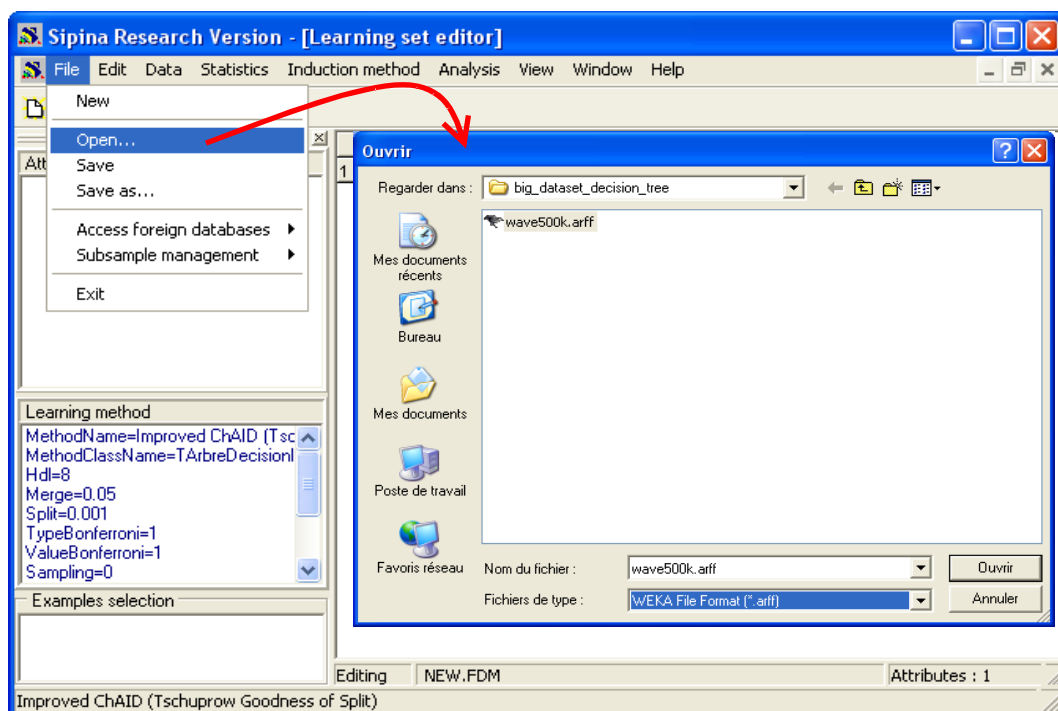 Sipina Research Version - [Learning set editor]
File Edit Data Statistics Induction method Analysis View Window Help
New
Open...
Save
Save as...
Access foreign databases
Subsample management
Exit
Att
1
Ouvrir
Regarder dans : big_dataset_decision_tree
wave500k.arff
Mes documents
récents
Bureau
Mes documents
Poste de travail
Favoris réseau
Nom du fichier : wave500k.arff Ouvrir
Fichiers de type : WEKA File Format (*.arff) Annuler
Learning method
MethodName=Improved ChAID (Tsc
MethodClassName=TArbreDecisionI
Hdl=8
Merge=0.05
Split=0.001
TypeBonferroni=1
ValueBonferroni=1
Sampling=0
Examples selection
Editing NEW.FDM Attributes : 1
Improved ChAID (Tschuprow Goodness of Split)